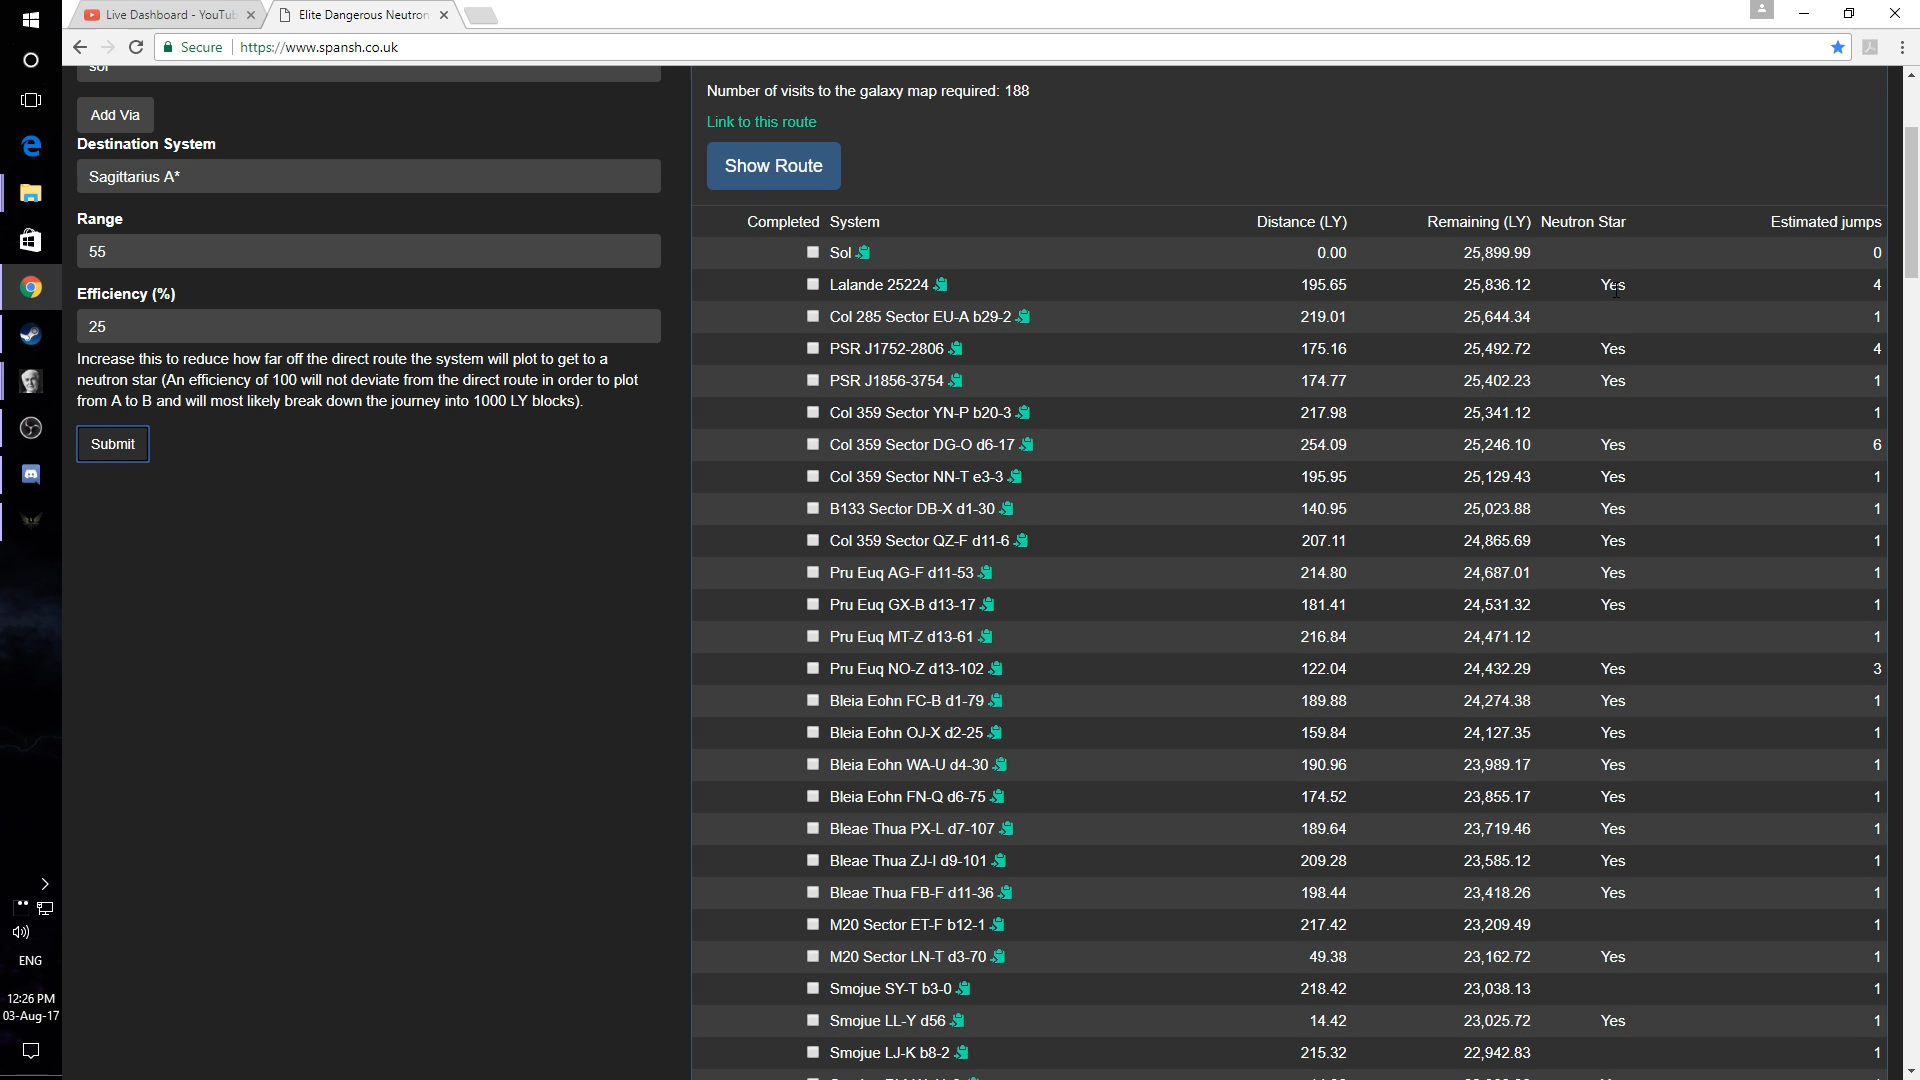 Live Dashboard - YouTub
Elite Dangerous Neutron
Secure https://www.spansh.co.uk
sol
Add Via
Destination System
Sagittarius A*
Range
55
Efficiency (%)
25
Increase this to reduce how far off the direct route the system will plot to get to a
neutron star (An efficiency of 100 will not deviate from the direct route in order to plot
from A to B and will most likely break down the journey into 1000 LY blocks).
Submit
Number of visits to the galaxy map required: 188
Link to this route
Show Route
Completed System Distance (LY) Remaining (LY) Neutron Star Estimated jumps
Sol 0.00 25,899.99 0
Lalande 25224 195.65 25,836.12 Yes 4
Col 285 Sector EU-A b29-2 219.01 25,644.34 1
PSR J1752-2806 175.16 25,492.72 Yes 4
PSR J1856-3754 174.77 25,402.23 Yes 1
Col 359 Sector YN-P b20-3 217.98 25,341.12 1
Col 359 Sector DG-O d6-17 254.09 25,246.10 Yes 6
Col 359 Sector NN-T e3-3 195.95 25,129.43 Yes 1
B133 Sector DB-X d1-30 140.95 25,023.88 Yes 1
Col 359 Sector QZ-F d11-6 207.11 24,865.69 Yes 1
Pru Euq AG-F d11-53 214.80 24,687.01 Yes 1
Pru Euq GX-B d13-17 181.41 24,531.32 Yes 1
Pru Euq MT-Z d13-61 216.84 24,471.12 1
Pru Euq NO-Z d13-102 122.04 24,432.29 Yes 3
Bleia Eohn FC-B d1-79 189.88 24,274.38 Yes 1
Bleia Eohn OJ-X d2-25 159.84 24,127.35 Yes 1
Bleia Eohn WA-U d4-30 190.96 23,989.17 Yes 1
Bleia Eohn FN-Q d6-75 174.52 23,855.17 Yes 1
Bleae Thua PX-L d7-107 189.64 23,719.46 Yes 1
Bleae Thua ZJ-I d9-101 209.28 23,585.12 Yes 1
Bleae Thua FB-F d11-36 198.44 23,418.26 Yes 1
M20 Sector ET-F b12-1 217.42 23,209.49 1
M20 Sector LN-T d3-70 49.38 23,162.72 Yes 1
Smojue SY-T b3-0 218.42 23,038.13 1
Smojue LL-Y d56 14.42 23,025.72 Yes 1
Smojue LJ-K b8-2 215.32 22,942.83 1
ENG
12:26 PM
03-Aug-17